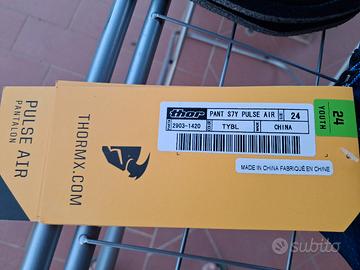 PULSE AIR
PANTALON
THORMX.COM
thor
PANT S7Y PULSE AIR
24
2903-1420
TYBL
CHINA
24
YOUTH
MADE IN CHINA FABRIQUÉ EN CHINE
subito